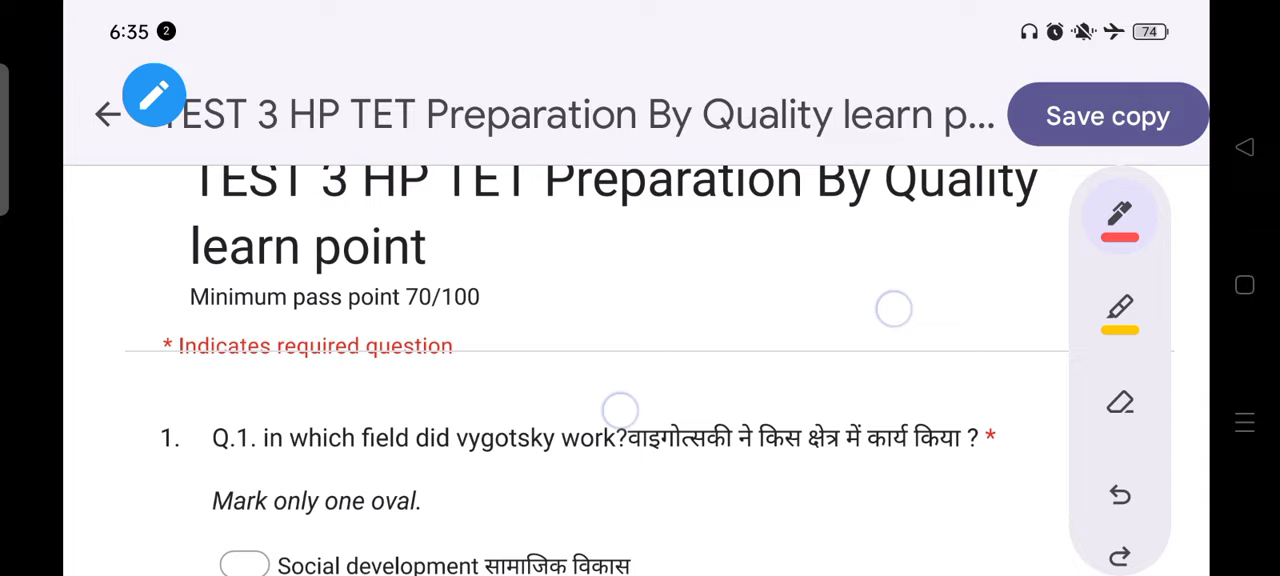 6:35 2 74
TEST 3 HP TET Preparation By Quality learn p... Save copy
TEST 3 HP TET Preparation By Quality
learn point
Minimum pass point 70/100
* Indicates required question
1. Q.1. in which field did vygotsky work?वाइगोत्सकी ने किस क्षेत्र में कार्य किया ? *
Mark only one oval.
Social development सामाजिक विकास